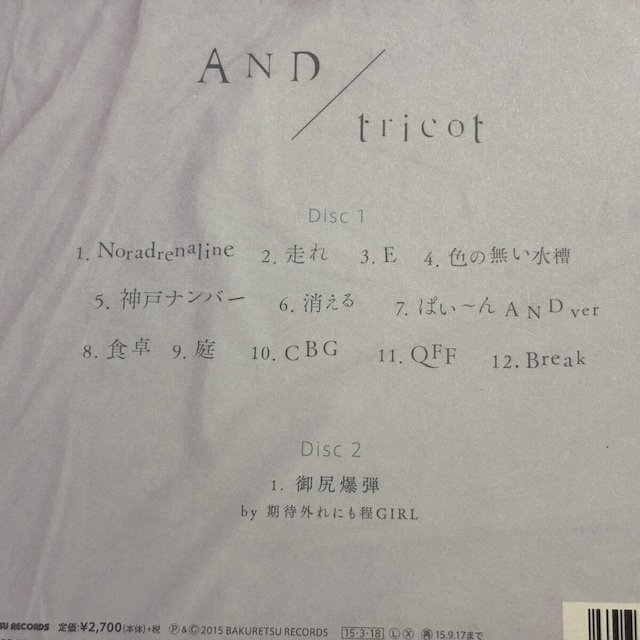 AND/
tricot
Disc 1
1. Noradrenaline 2. 走れ 3. E 4. 色の無い水槽
5. 神戸ナンバー 6. 消える 7. ぱい〜ん AND ver
8. 食卓 9. 庭 10. CBG 11. QFF 12. Break
Disc 2
1. 御尻爆弾
by 期待外れにも程GIRL
SU RECORDS 定価:¥2,700(本体)+税 ℗&©2015 BAKURETSU RECORDS 15・3・18 Ⓛ Ⓧ ㊞ 15.9.17まで